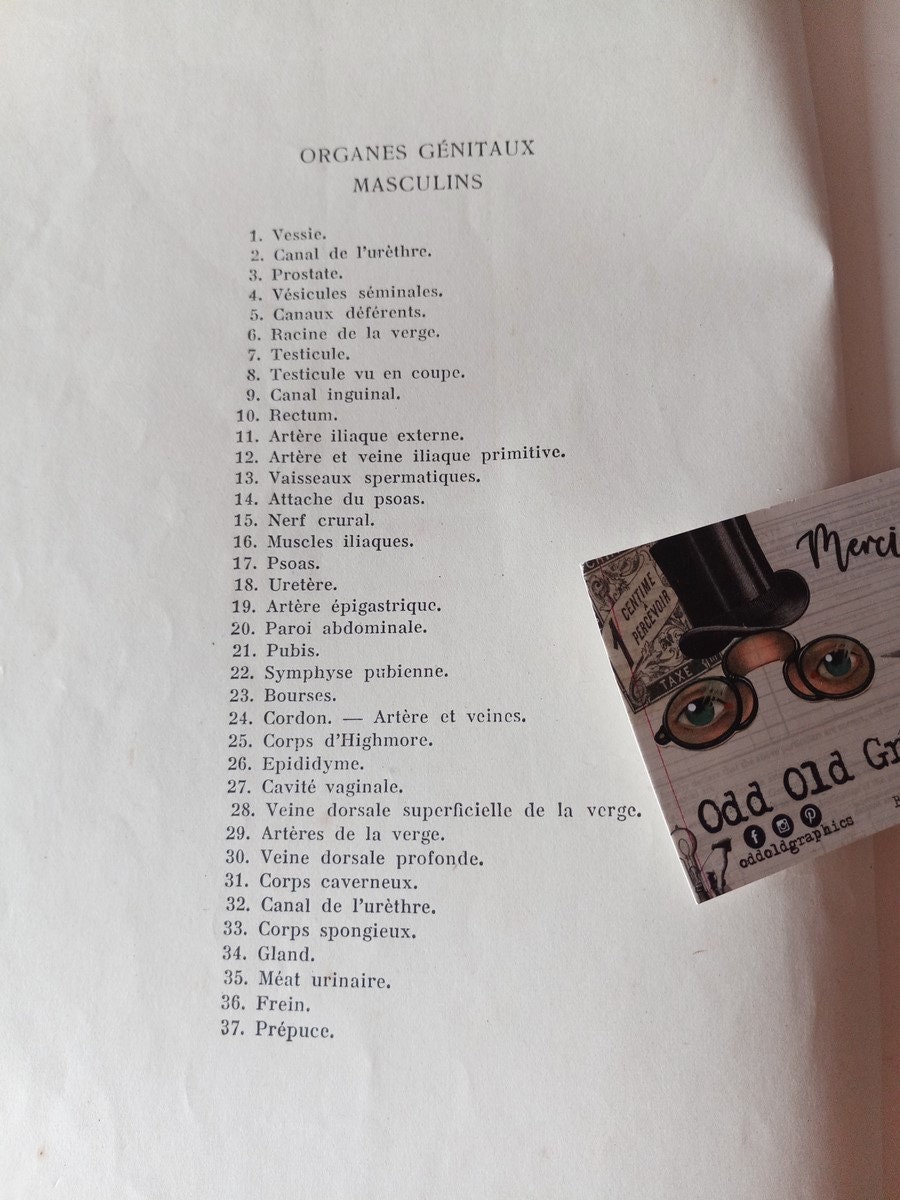 ORGANES GÉNITAUX
MASCULINS
1. Vessie.
2. Canal de l'urèthre.
3. Prostate.
4. Vésicules séminales.
5. Canaux déférents.
6. Racine de la verge.
7. Testicule.
8. Testicule vu en coupe.
9. Canal inguinal.
10. Rectum.
11. Artère iliaque externe.
12. Artère et veine iliaque primitive.
13. Vaisseaux spermatiques.
14. Attache du psoas.
15. Nerf crural.
16. Muscles iliaques.
17. Psoas.
18. Uretère.
19. Artère épigastrique.
20. Paroi abdominale.
21. Pubis.
22. Symphyse pubienne.
23. Bourses.
24. Cordon. — Artère et veines.
25. Corps d'Highmore.
26. Epididyme.
27. Cavité vaginale.
28. Veine dorsale superficielle de la verge.
29. Artères de la verge.
30. Veine dorsale profonde.
31. Corps caverneux.
32. Canal de l'urèthre.
33. Corps spongieux.
34. Gland.
35. Méat urinaire.
36. Frein.
37. Prépuce.
Merci
1 CENTIME
À
PERCEVOIR
TAXE
Odd Old Gr
oddoldgraphics